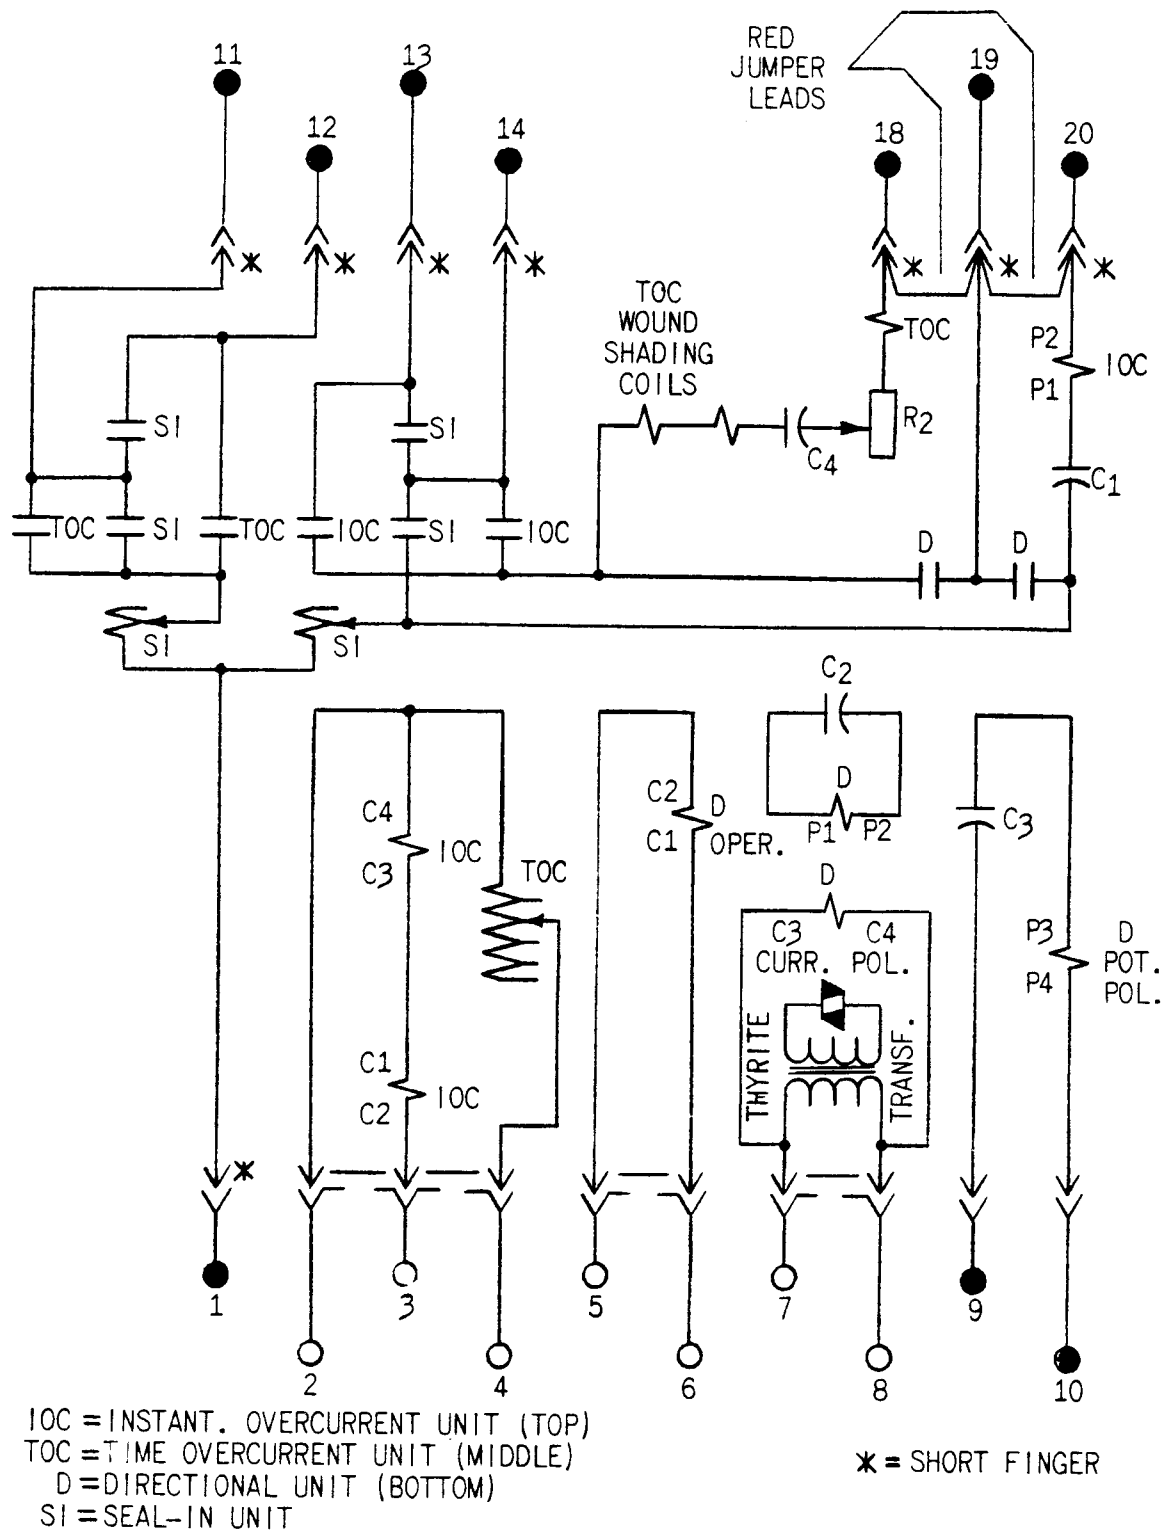 11
13
RED
JUMPER
LEADS
19
12
14
18
20
* * * * * * *
TOC
WOUND
SHADING
COILS
TOC
P2
IOC
P1
SI
SI
C4
R2
C1
TOC
SI
TOC
IOC
SI
IOC
D
D
SI
SI
C2
C4
IOC
C3
C2
D
C1
OPER.
D
P1
P2
C3
TOC
D
C3
C4
CURR. POL.
P3
D
P4
POT.
POL.
THYRITE
TRANSF.
C1
IOC
C2
*
1
3
5
7
9
2
4
6
8
10
IOC = INSTANT. OVERCURRENT UNIT (TOP)
TOC = TIME OVERCURRENT UNIT (MIDDLE)
D = DIRECTIONAL UNIT (BOTTOM)
SI = SEAL-IN UNIT
* = SHORT FINGER